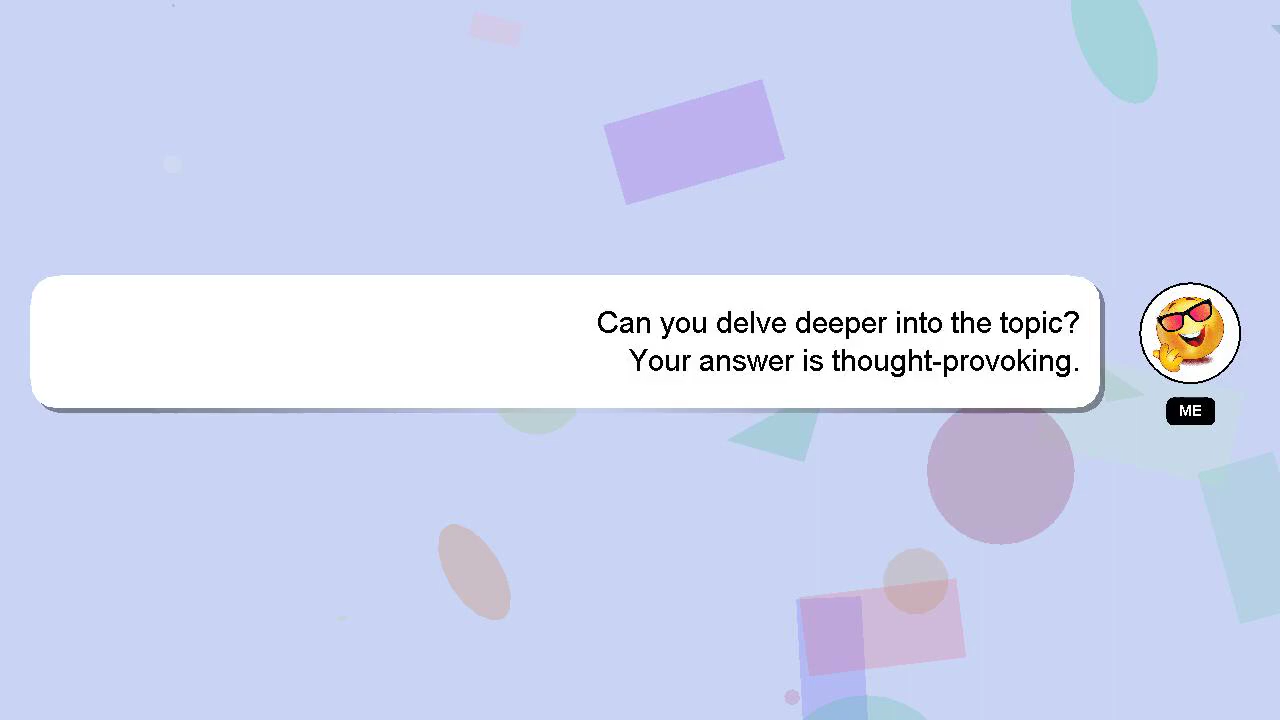 Can you delve deeper into the topic?
Your answer is thought-provoking.
ME